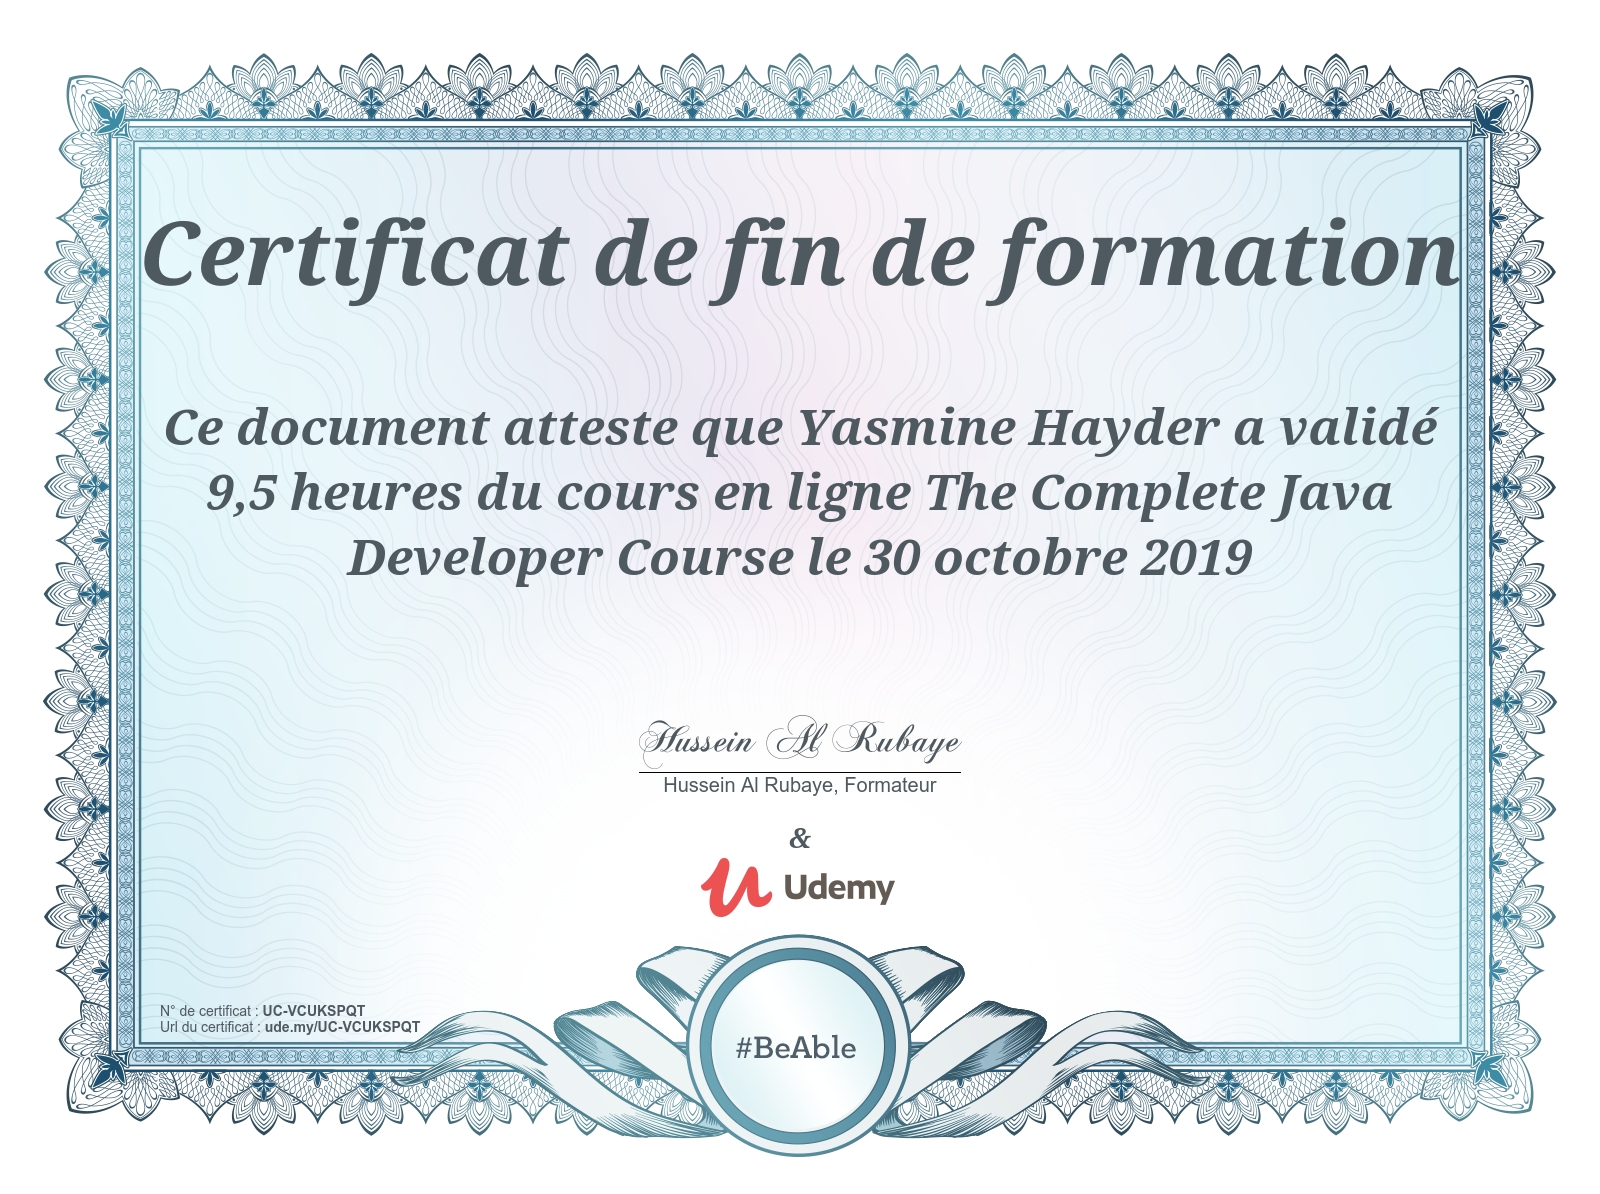 Certificat de fin de formation
Ce document atteste que Yasmine Hayder a validé
9,5 heures du cours en ligne The Complete Java
Developer Course le 30 octobre 2019
Hussein Al Rubaye
Hussein Al Rubaye, Formateur
&
Udemy
N° de certificat : UC-VCUKSPQT
Url du certificat : ude.my/UC-VCUKSPQT
#BeAble